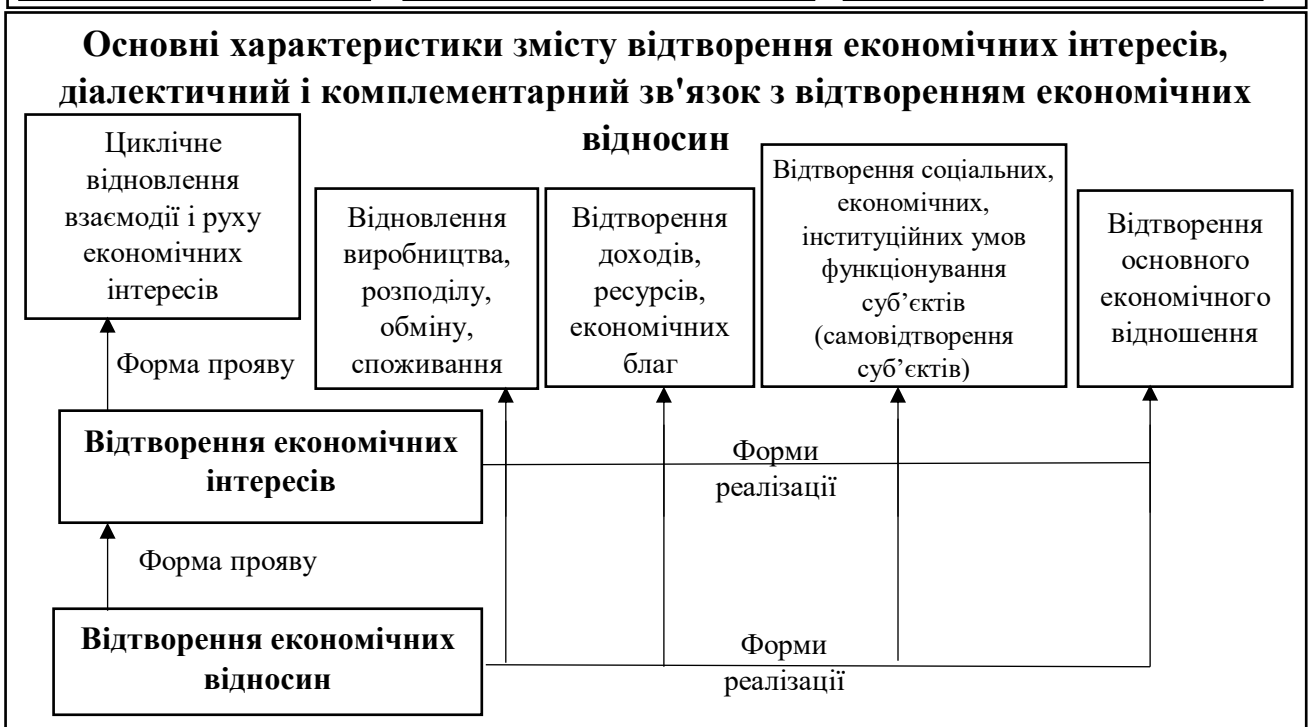 Основні характеристики змісту відтворення економічних інтересів,
діалектичний і комплементарний зв'язок з відтворенням економічних
відносин
Циклічне
відновлення
взаємодії і руху
економічних
інтересів
Відновлення
виробництва,
розподілу,
обміну,
споживання
Відтворення
доходів,
ресурсів,
економічних
благ
Відтворення соціальних,
економічних,
інституційних умов
функціонування
суб’єктів
(самовідтворення
суб’єктів)
Відтворення
основного
економічного
відношення
Форма прояву
Відтворення економічних
інтересів
Форми
реалізації
Форма прояву
Відтворення економічних
відносин
Форми
реалізації